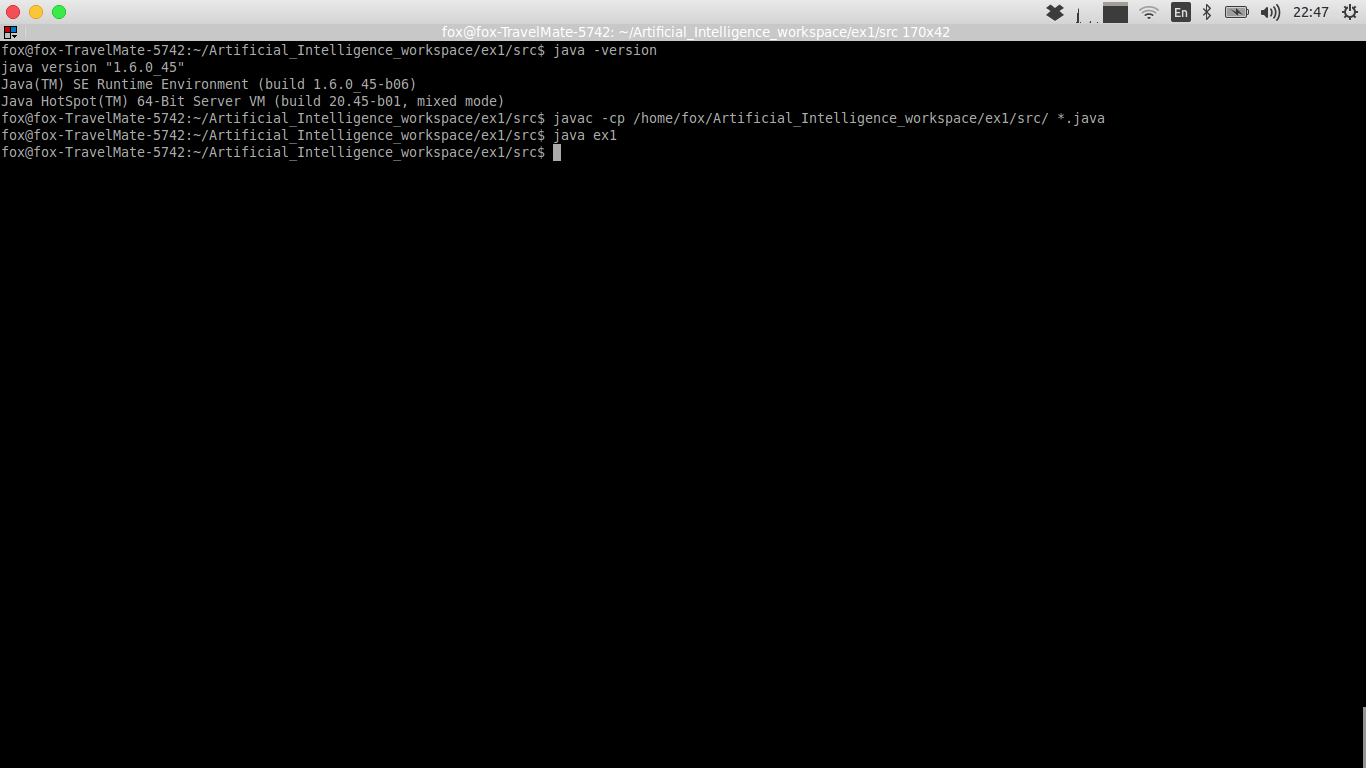 En
22:47
fox@fox-TravelMate-5742: ~/Artificial_Intelligence_workspace/ex1/src 170x42
fox@fox-TravelMate-5742:~/Artificial_Intelligence_workspace/ex1/src$ java -version
java version "1.6.0_45"
Java(TM) SE Runtime Environment (build 1.6.0_45-b06)
Java HotSpot(TM) 64-Bit Server VM (build 20.45-b01, mixed mode)
fox@fox-TravelMate-5742:~/Artificial_Intelligence_workspace/ex1/src$ javac -cp /home/fox/Artificial_Intelligence_workspace/ex1/src/ *.java
fox@fox-TravelMate-5742:~/Artificial_Intelligence_workspace/ex1/src$ java ex1
fox@fox-TravelMate-5742:~/Artificial_Intelligence_workspace/ex1/src$